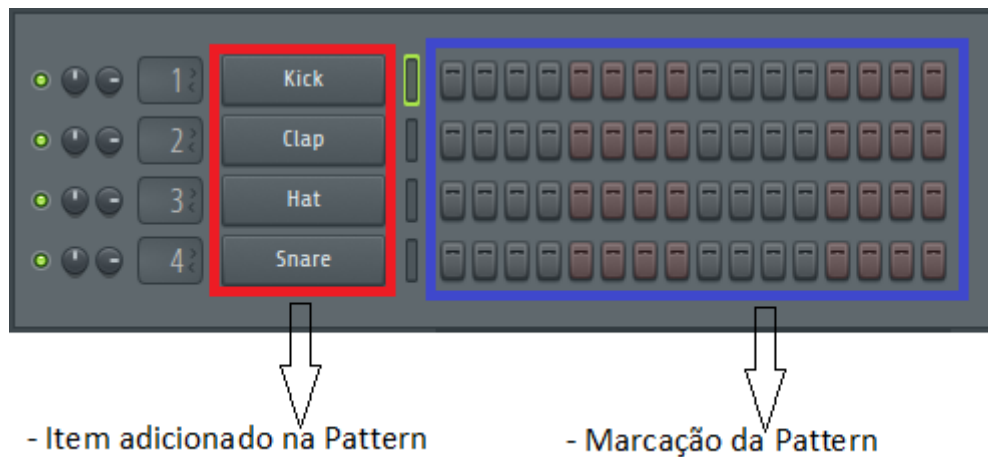 1 Kick
2 Clap
3 Hat
4 Snare
- Item adicionado na Pattern
- Marcação da Pattern